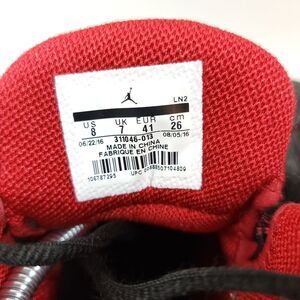 LN2
US UK EUR cm
8 7 41 26
06/22/16 311046-013 08/05/16
MADE IN CHINA
FABRIQUE EN CHINE
UPC